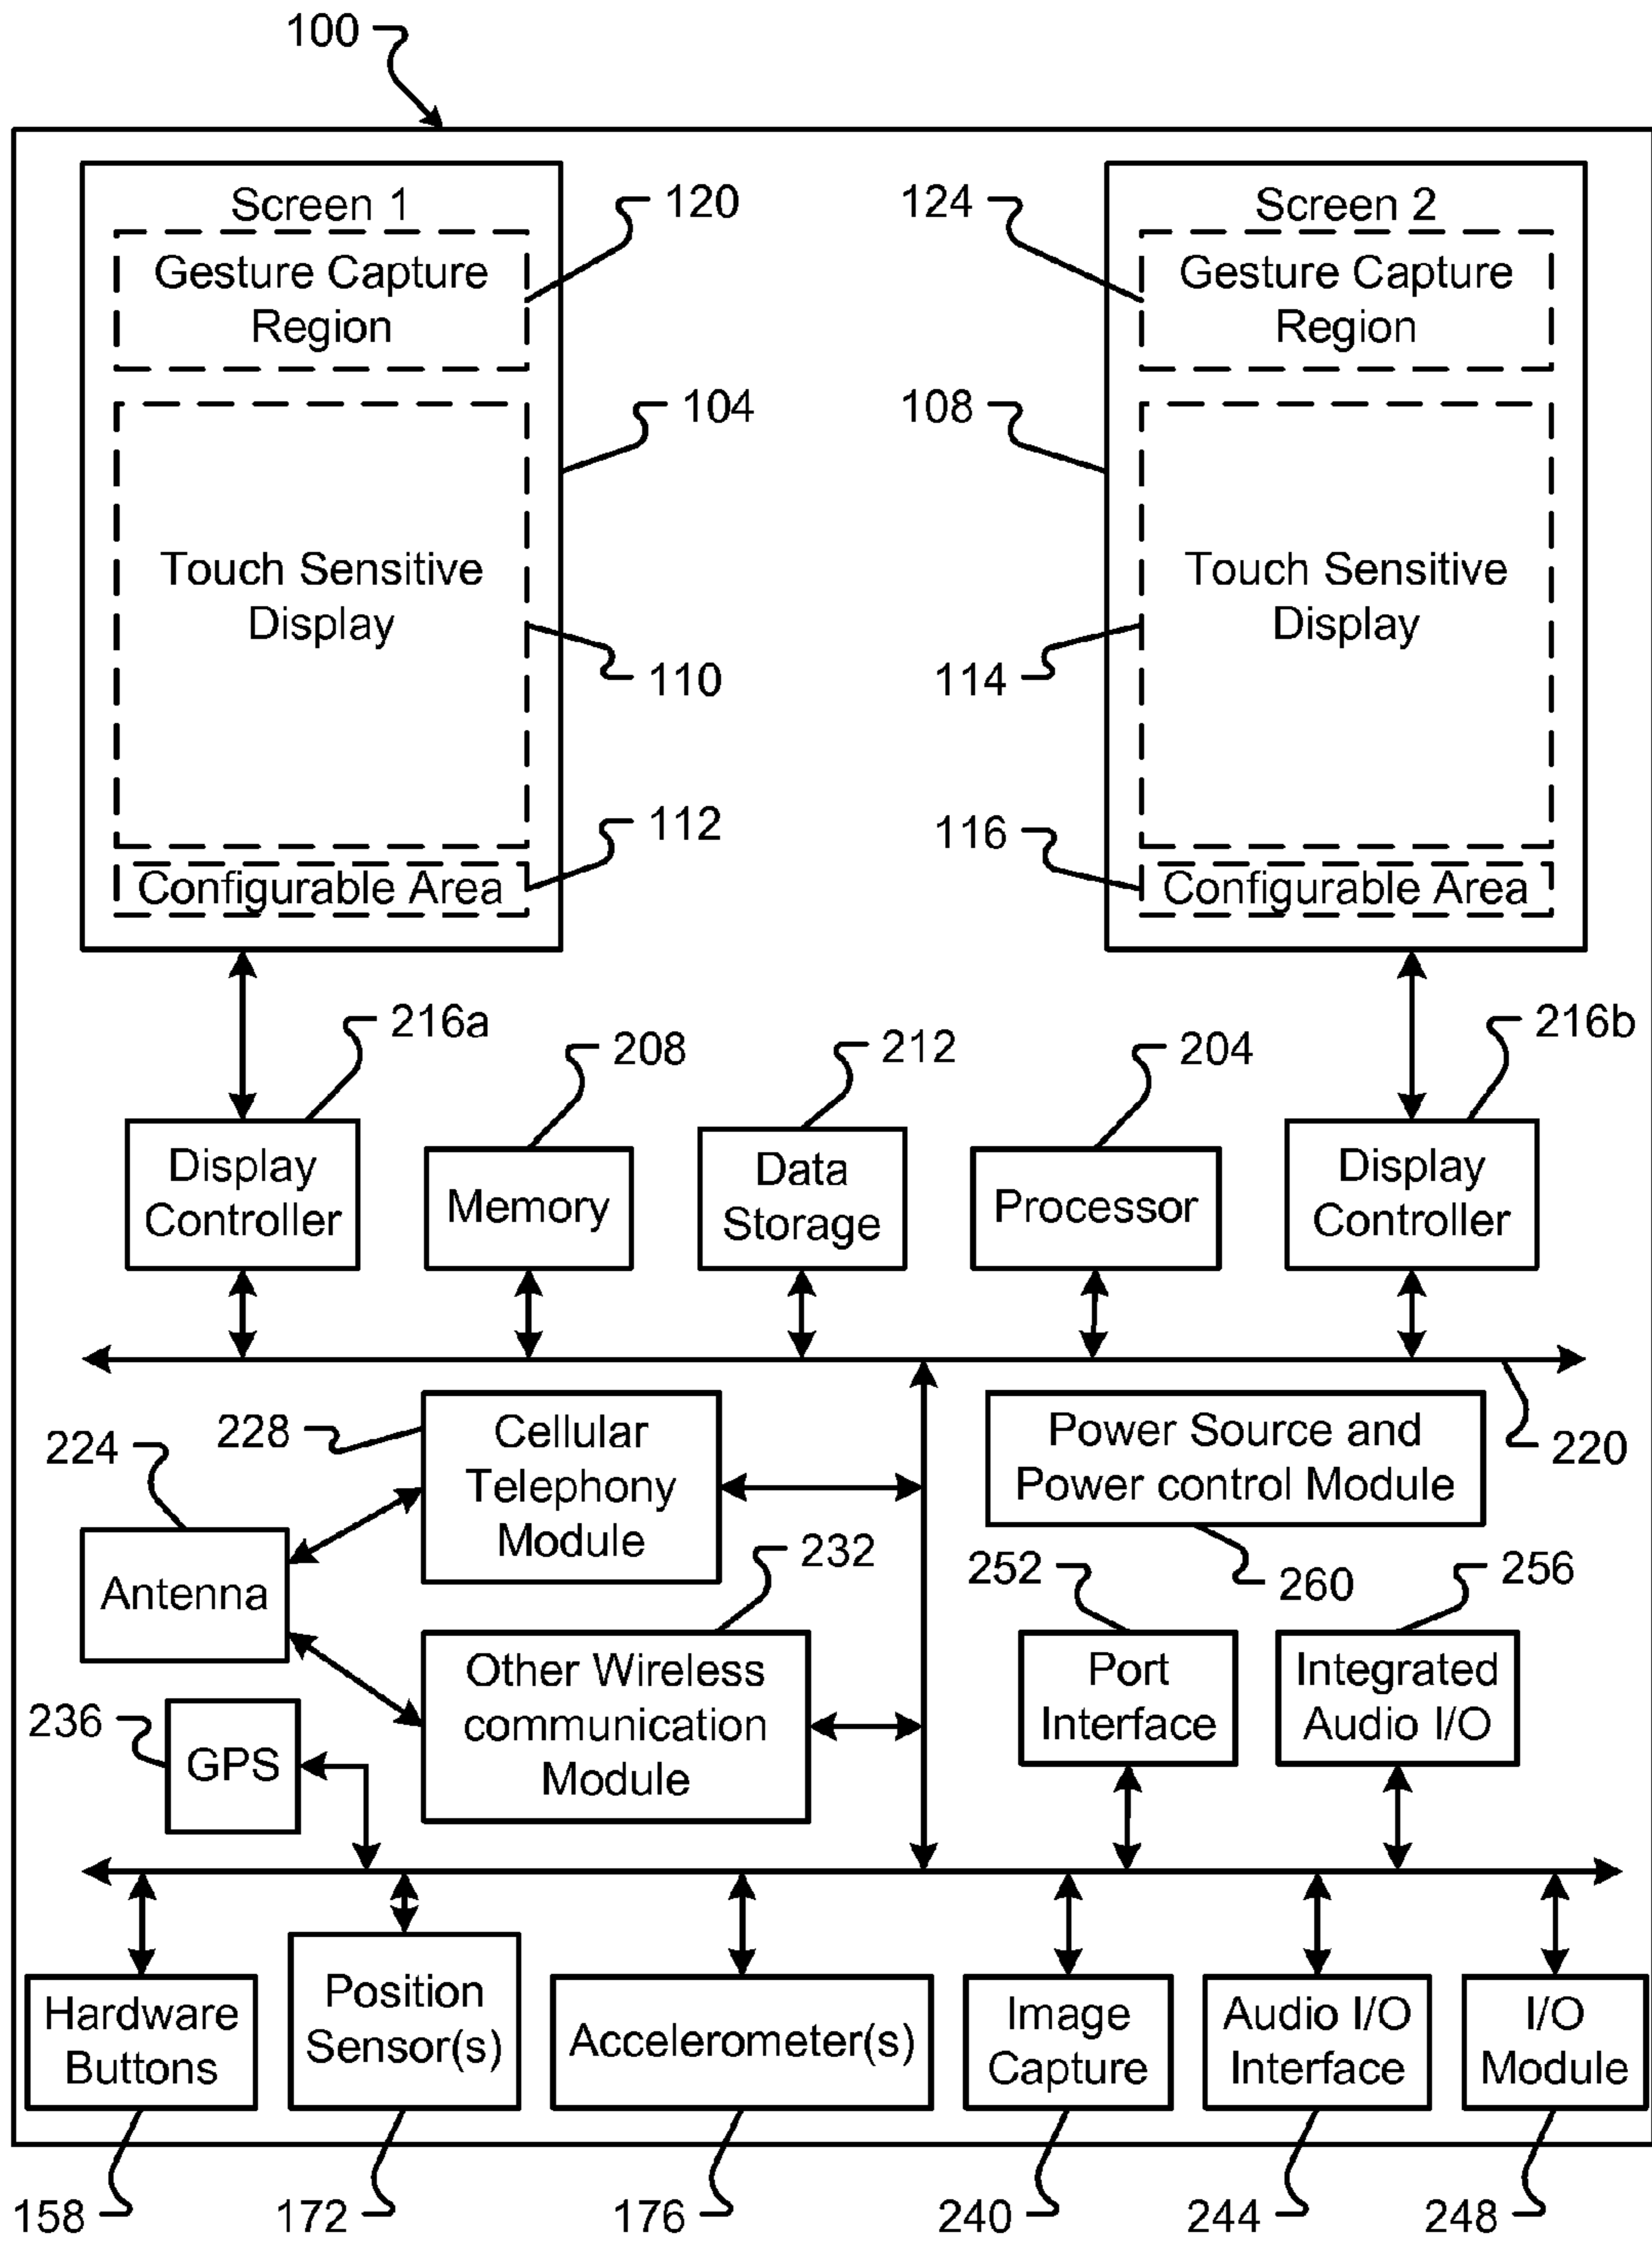 100
Screen 1
Gesture Capture
Region
120
124
Screen 2
Gesture Capture
Region
104
108
Touch Sensitive
Display
110
114
Touch Sensitive
Display
112
116
Configurable Area
Configurable Area
216a
208
212
204
216b
Display
Controller
Memory
Data
Storage
Processor
Display
Controller
220
224
228
Cellular
Telephony
Module
Power Source and
Power control Module
260
Antenna
232
252
256
Other Wireless
communication
Module
Port
Interface
Integrated
Audio I/O
236
GPS
Hardware
Buttons
Position
Sensor(s)
Accelerometer(s)
Image
Capture
Audio I/O
Interface
I/O
Module
158
172
176
240
244
248